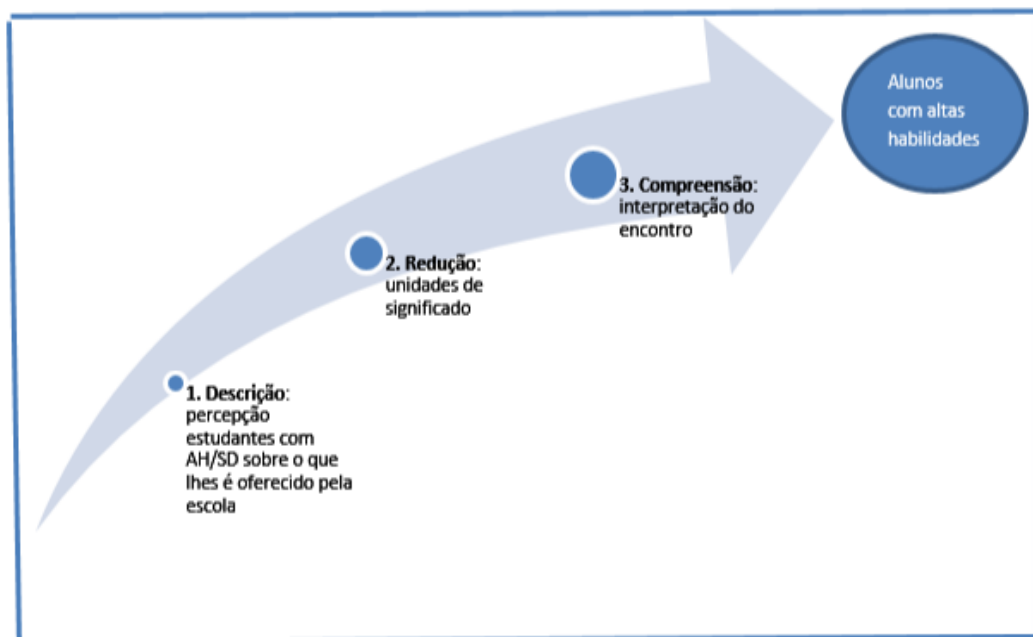 Alunos
com altas
habilidades
3. Compreensão:
interpretação do
encontro
2. Redução:
unidades de
significado
1. Descrição:
percepção
estudantes com
AH/SD sobre o que
lhes é oferecido pela
escola